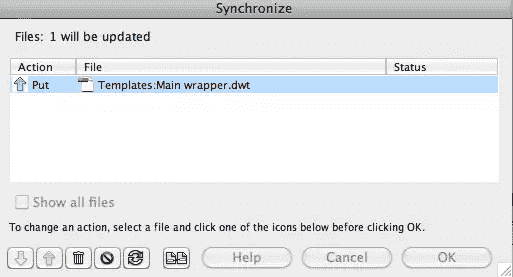 Synchronize
Files: 1 will be updated
Action File Status
Put Templates:Main wrapper.dwt
Show all files
To change an action, select a file and click one of the icons below before clicking OK.
Help Cancel OK